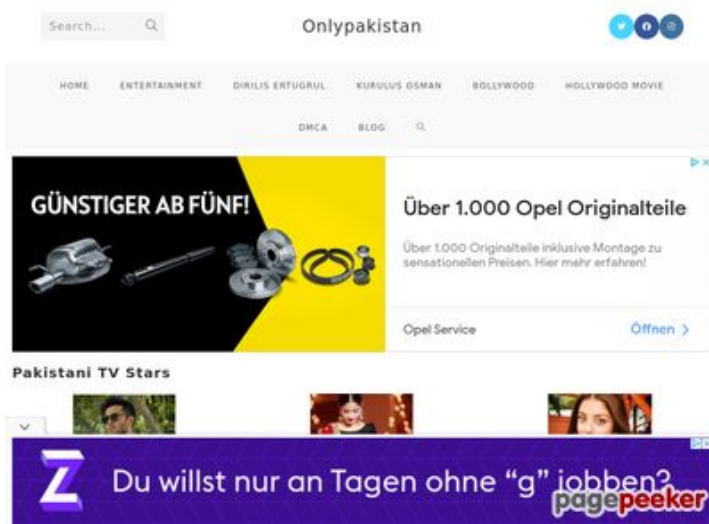 Search...
Onlypakistan
HOME ENTERTAINMENT DIRILIS ERTUGRUL KURULUS OSMAN BOLLYWOOD HOLLYWOOD MOVIE
DMCA BLOG
GÜNSTIGER AB FÜNF!
Über 1.000 Opel Originalteile
Über 1.000 Originalteile inklusive Montage zu
sensationellen Preisen. Hier mehr erfahren!
Opel Service
Öffnen
Pakistani TV Stars
Z
Du willst nur an Tagen ohne “g” jobben?
pagepeeker